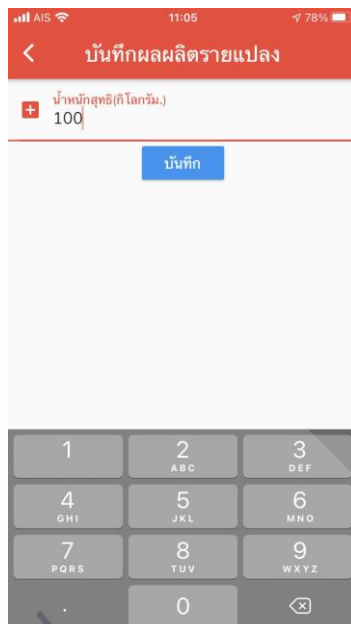 AIS 11:05 78%
บันทึกผลผลิตรายแปลง
น้ำหนักสุทธิ(กิโลกรัม.)
100
บันทึก
1 2 3
ABC DEF
4 5 6
GHI JKL MNO
7 8 9
PQRS TUV WXYZ
. 0